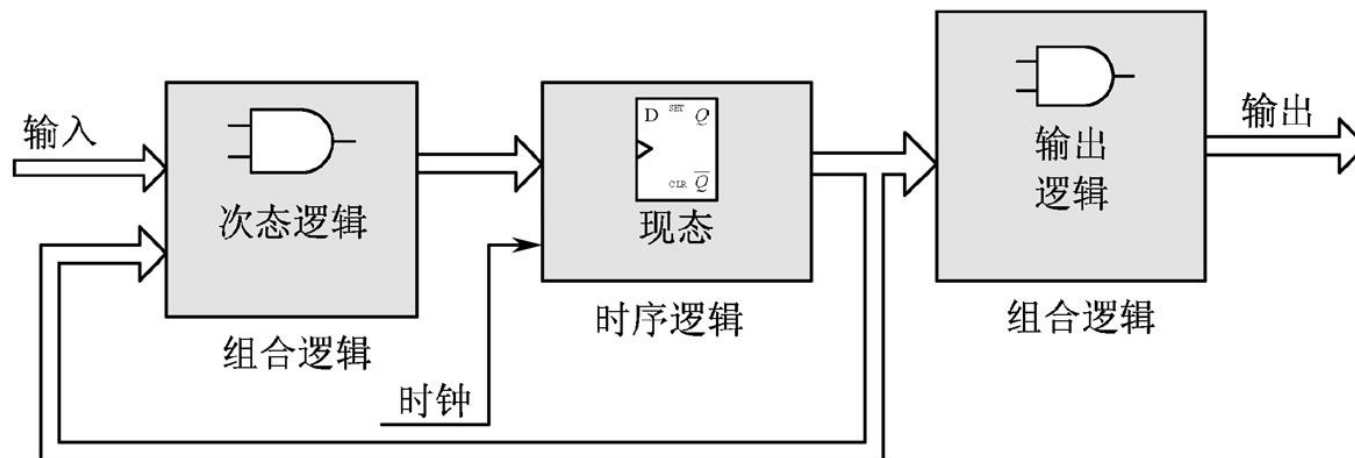 输入
次态逻辑
组合逻辑
D SET Q
CLR Q̅
现态
时序逻辑
时钟
输出
逻辑
组合逻辑
输出